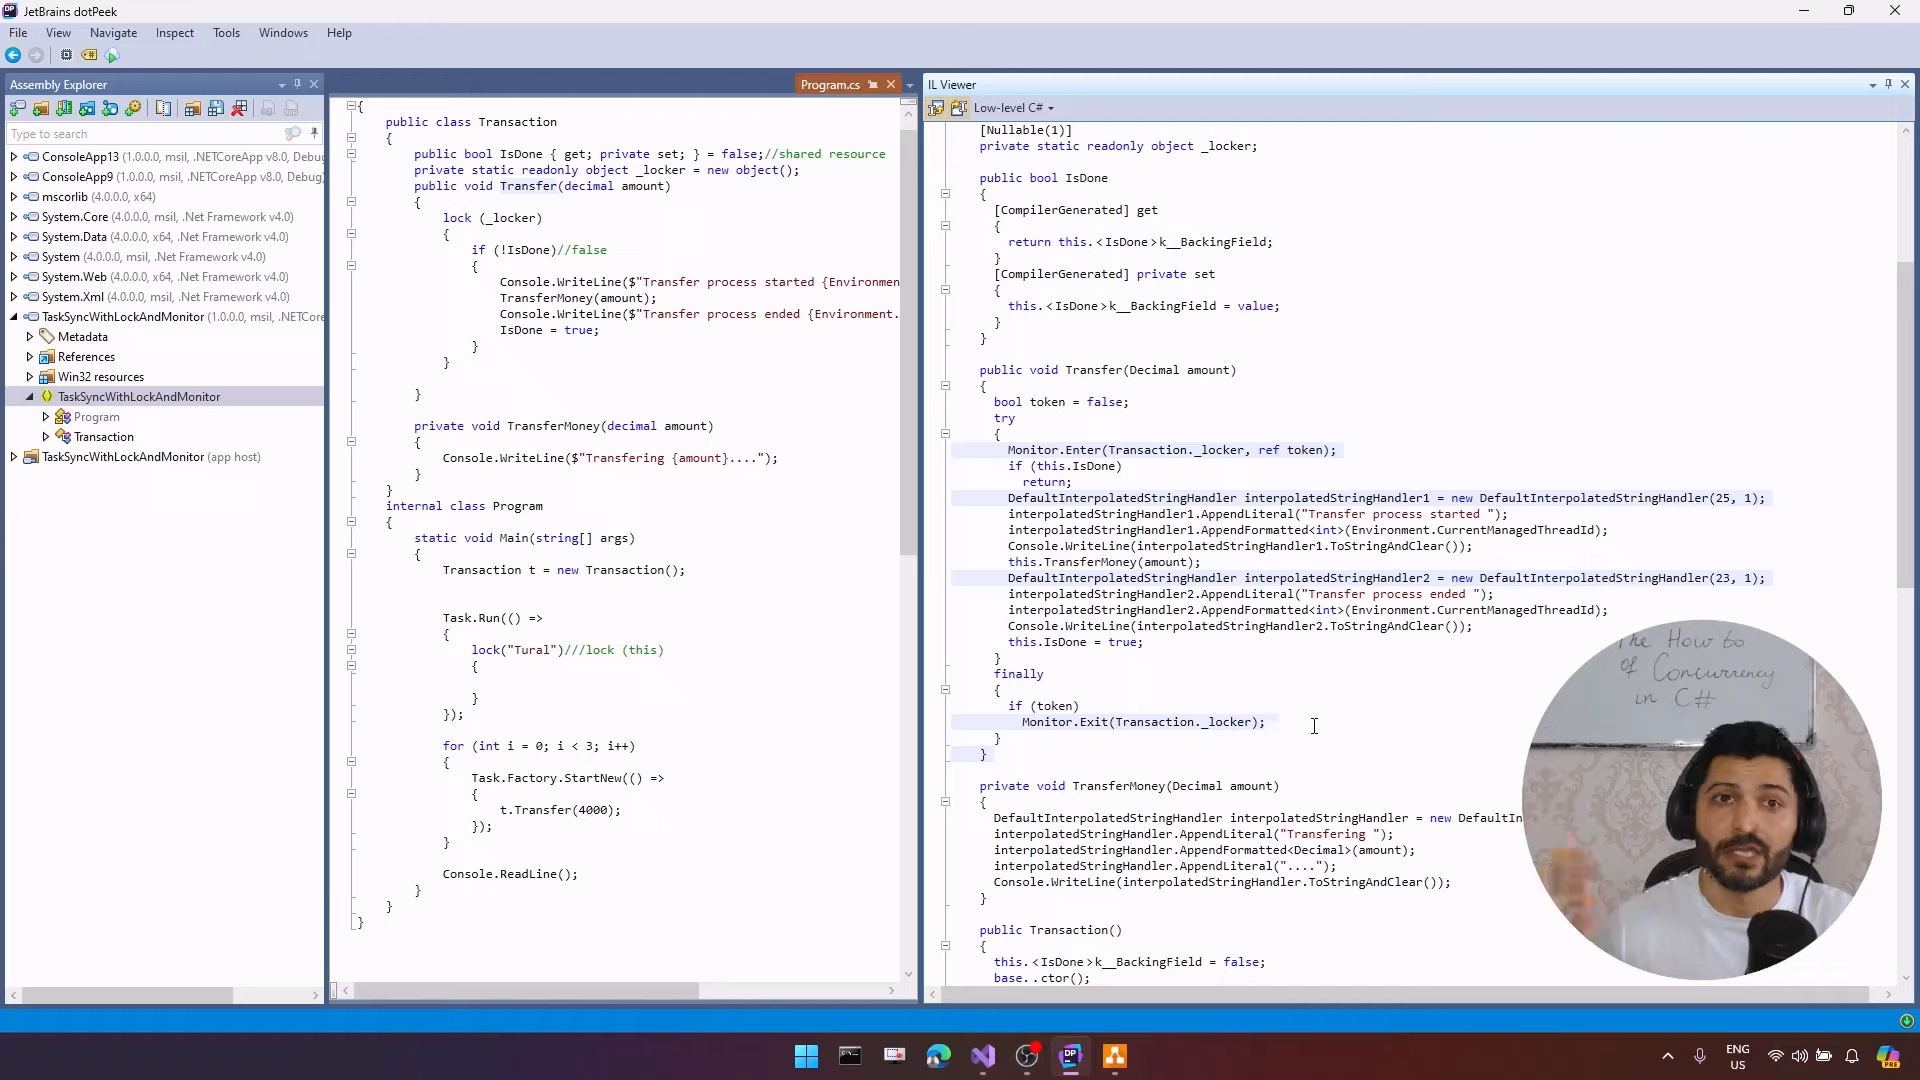 JetBrains dotPeek
File View Navigate Inspect Tools Windows Help
Assembly Explorer
Type to search
ConsoleApp13 (1.0.0.0, msil, .NETCoreApp v8.0, Debug
ConsoleApp9 (1.0.0.0, msil, .NETCoreApp v8.0, Debug)
mscorlib (4.0.0.0, x64)
System.Core (4.0.0.0, msil, .Net Framework v4.0)
System.Data (4.0.0.0, x64, .Net Framework v4.0)
System (4.0.0.0, msil, .Net Framework v4.0)
System.Web (4.0.0.0, x64, .Net Framework v4.0)
System.Xml (4.0.0.0, msil, .Net Framework v4.0)
TaskSyncWithLockAndMonitor (1.0.0.0, msil, .NETCore
Metadata
References
Win32 resources
TaskSyncWithLockAndMonitor
Program
Transaction
TaskSyncWithLockAndMonitor (app host)
Program.cs
{
public class Transaction
{
public bool IsDone { get; private set; } = false;//shared resource
private static readonly object _locker = new object();
public void Transfer(decimal amount)
{
lock (_locker)
{
if (!IsDone)//false
{
Console.WriteLine($"Transfer process started {Environmen
TransferMoney(amount);
Console.WriteLine($"Transfer process ended {Environment.
IsDone = true;
}
}
}
private void TransferMoney(decimal amount)
{
Console.WriteLine($"Transfering {amount}....");
}
}
internal class Program
{
static void Main(string[] args)
{
Transaction t = new Transaction();
Task.Run(() =>
{
lock("Tural")///lock (this)
{
}
});
for (int i = 0; i < 3; i++)
{
Task.Factory.StartNew(() =>
{
t.Transfer(4000);
});
}
Console.ReadLine();
}
}
}
IL Viewer
Low-level C#
[Nullable(1)]
private static readonly object _locker;
public bool IsDone
{
[CompilerGenerated] get
{
return this.<IsDone>k__BackingField;
}
[CompilerGenerated] private set
{
this.<IsDone>k__BackingField = value;
}
}
public void Transfer(Decimal amount)
{
bool token = false;
try
{
Monitor.Enter(Transaction._locker, ref token);
if (this.IsDone)
return;
DefaultInterpolatedStringHandler interpolatedStringHandler1 = new DefaultInterpolatedStringHandler(25, 1);
interpolatedStringHandler1.AppendLiteral("Transfer process started ");
interpolatedStringHandler1.AppendFormatted<int>(Environment.CurrentManagedThreadId);
Console.WriteLine(interpolatedStringHandler1.ToStringAndClear());
this.TransferMoney(amount);
DefaultInterpolatedStringHandler interpolatedStringHandler2 = new DefaultInterpolatedStringHandler(23, 1);
interpolatedStringHandler2.AppendLiteral("Transfer process ended ");
interpolatedStringHandler2.AppendFormatted<int>(Environment.CurrentManagedThreadId);
Console.WriteLine(interpolatedStringHandler2.ToStringAndClear());
this.IsDone = true;
}
finally
{
if (token)
Monitor.Exit(Transaction._locker);
}
}
private void TransferMoney(Decimal amount)
{
DefaultInterpolatedStringHandler interpolatedStringHandler = new DefaultIn
interpolatedStringHandler.AppendLiteral("Transfering ");
interpolatedStringHandler.AppendFormatted<Decimal>(amount);
interpolatedStringHandler.AppendLiteral("....");
Console.WriteLine(interpolatedStringHandler.ToStringAndClear());
}
public Transaction()
{
this.<IsDone>k__BackingField = false;
base..ctor();
The How to
of Concurrency
in C#
DP
ENG
US
PRE